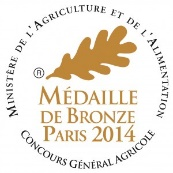 MINISTÈRE DE L'AGRICULTURE ET DE L'ALIMENTATION
®
MÉDAILLE
DE BRONZE
PARIS 2014
CONCOURS GÉNÉRAL AGRICOLE